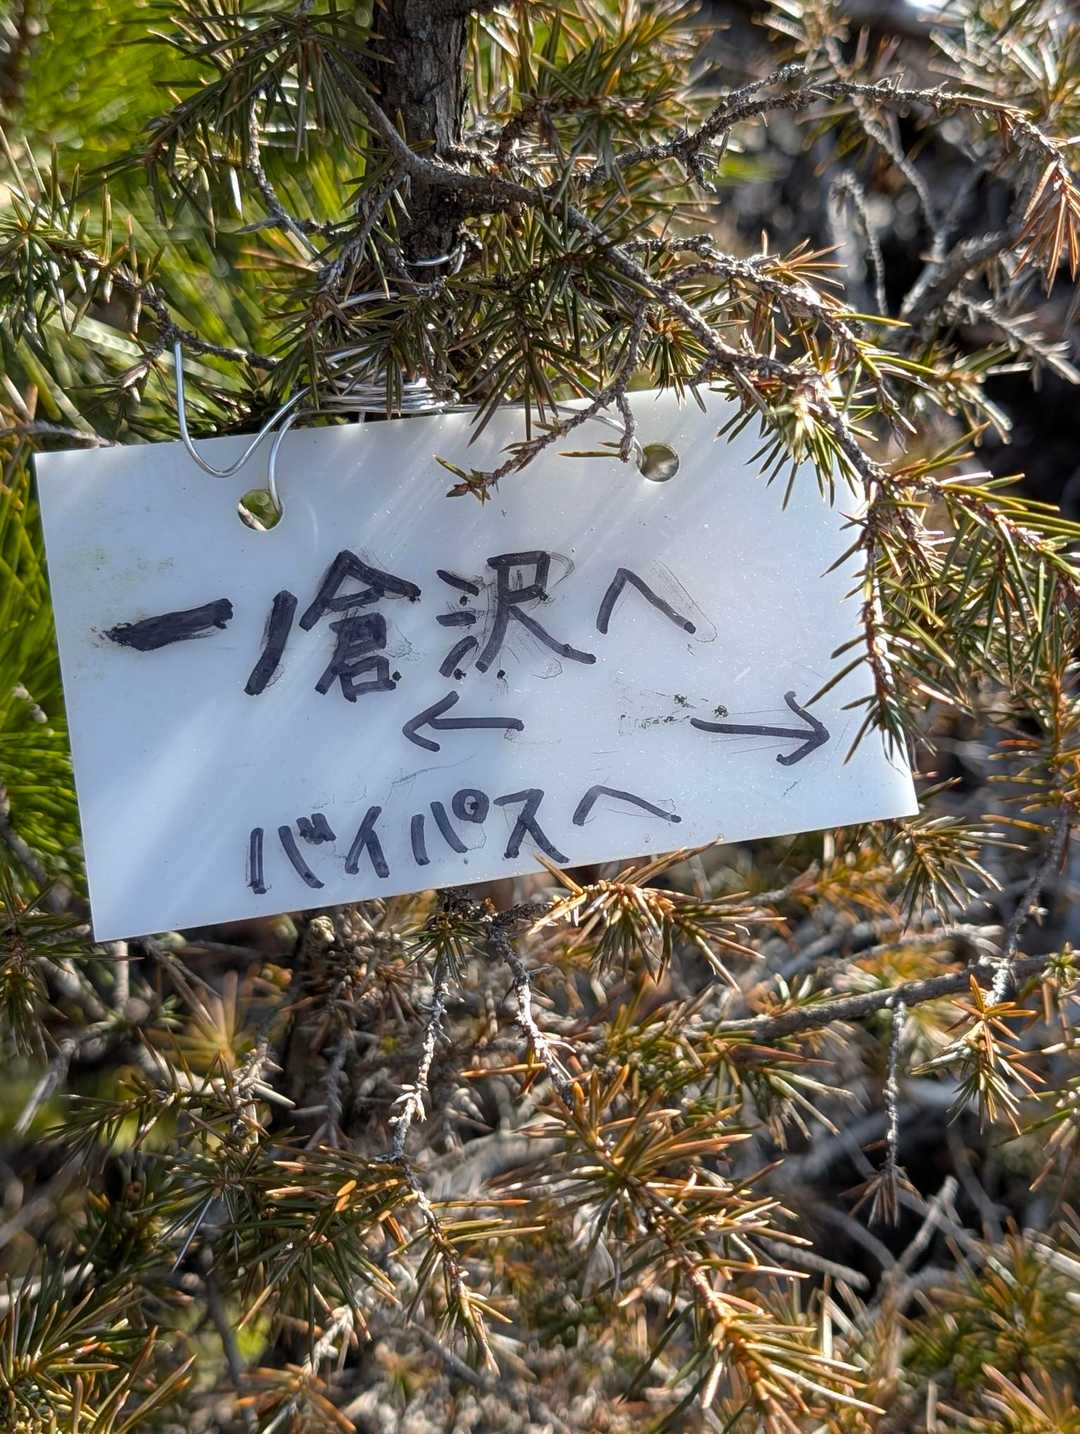 一ノ倉沢へ
← →
バイパスへ